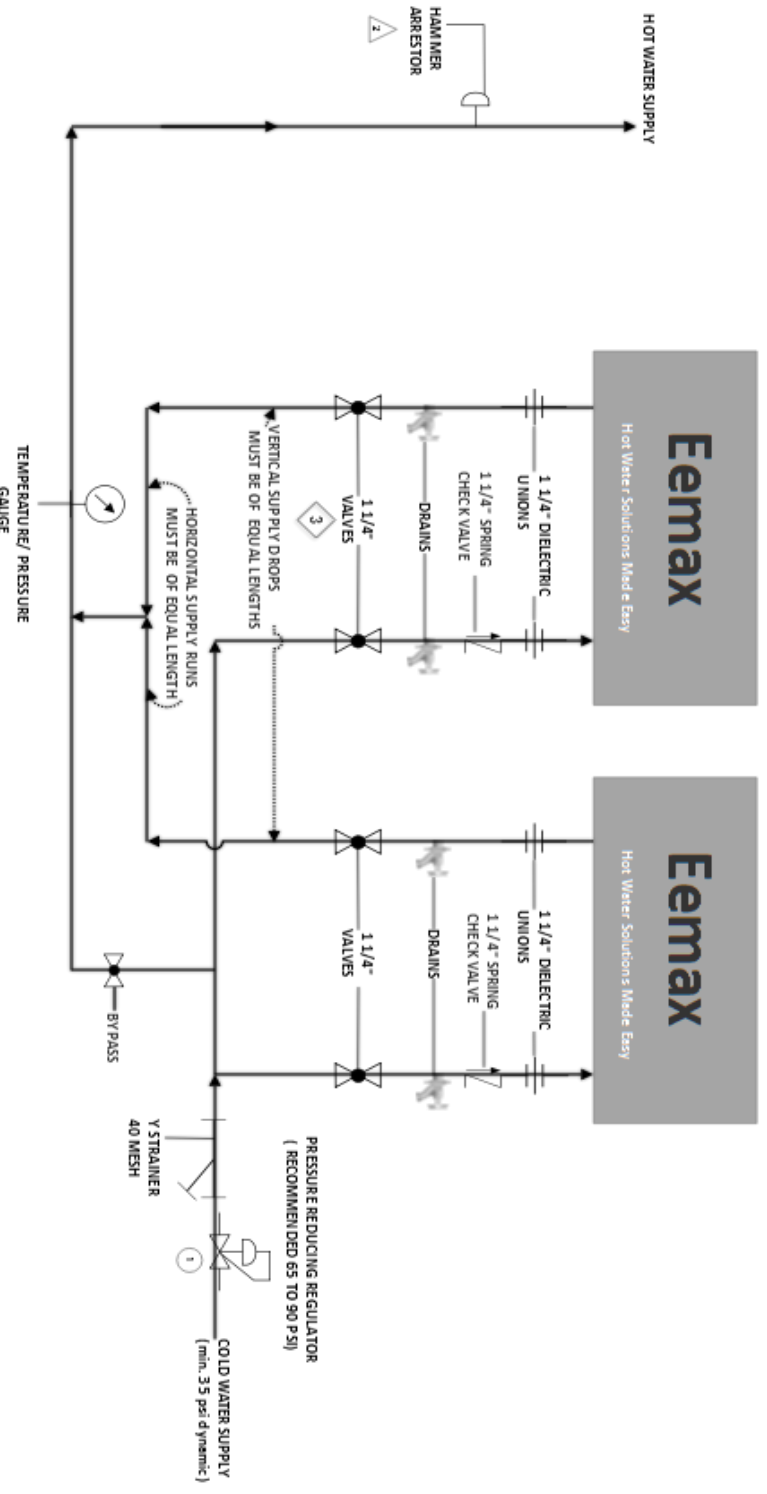 HOT WATER SUPPLY
HAMMER
ARRESTOR
2
Eemax
Hot Water Solutions Made Easy
Eemax
Hot Water Solutions Made Easy
1 1/4" DIELECTRIC
UNIONS
1 1/4" DIELECTRIC
UNIONS
1 1/4" SPRING
CHECK VALVE
1 1/4" SPRING
CHECK VALVE
DRAINS
DRAINS
1 1/4"
VALVES
1 1/4"
VALVES
3
VERTICAL SUPPLY DROPS
MUST BE OF EQUAL LENGTHS
HORIZONTAL SUPPLY RUNS
MUST BE OF EQUAL LENGTH
PRESSURE REDUCING REGULATOR
( RECOMMENDED 65 TO 90 PSI)
COLD WATER SUPPLY
(min. 35 psi dynamic )
1
Y STRAINER
40 MESH
BYPASS
TEMPERATURE/ PRESSURE
GAUGE